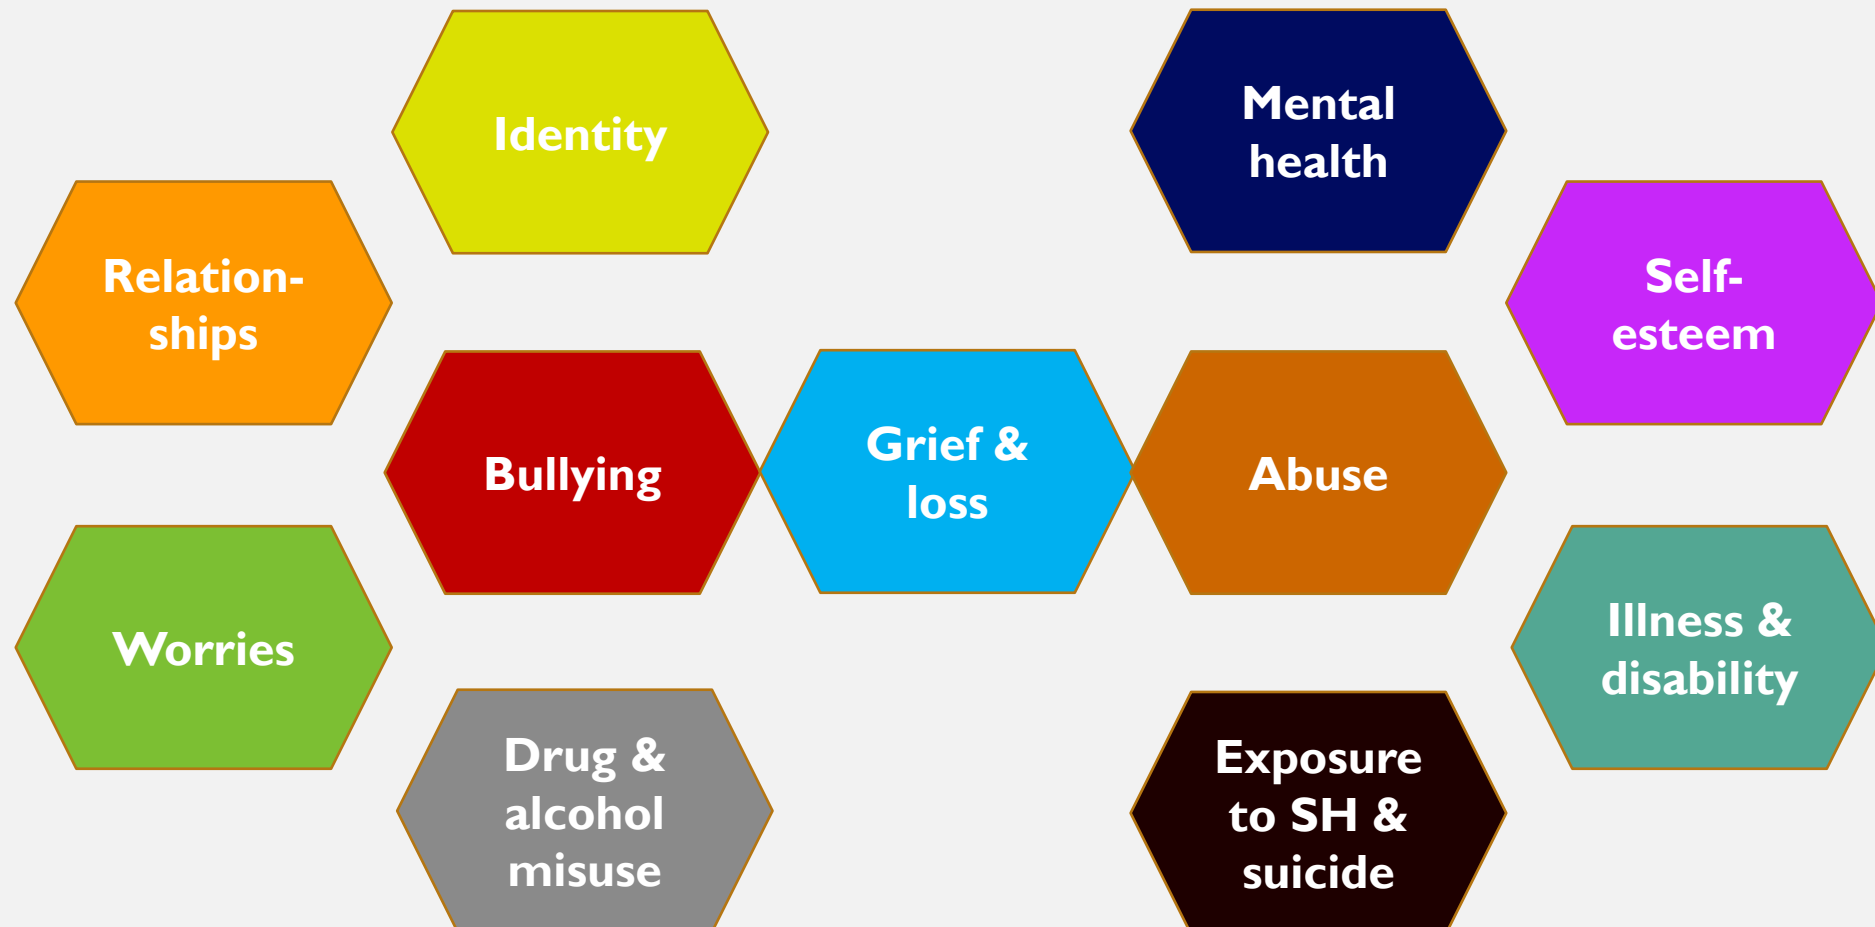 Identity
Mental
health
Relation-
ships
Self-
esteem
Bullying
Grief &
loss
Abuse
Worries
Illness &
disability
Drug &
alcohol
misuse
Exposure
to SH &
suicide